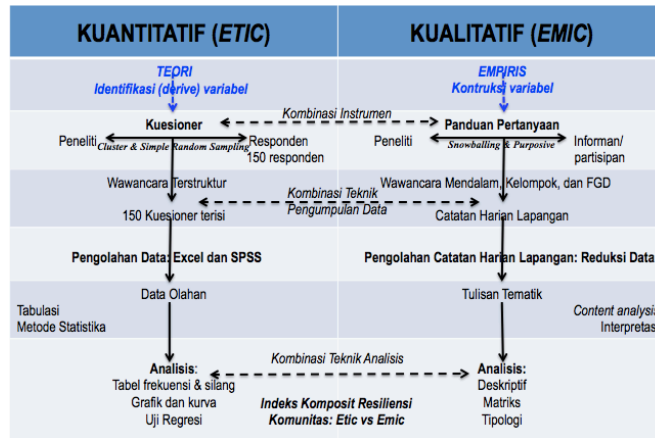 KUANTITATIF (ETIC)
KUALITATIF (EMIC)
TEORI
Identifikasi (derive) variabel
EMPIRIS
Kontruksi variabel
Kombinasi Instrumen
Kuesioner
Panduan Pertanyaan
Peneliti
Cluster & Simple Random Sampling
Responden
150 responden
Peneliti
Snowballing & Purposive
Informan/
partisipan
Wawancara Terstruktur
Kombinasi Teknik
Pengumpulan Data
Wawancara Mendalam, Kelompok, dan FGD
150 Kuesioner terisi
Catatan Harian Lapangan
Pengolahan Data: Excel dan SPSS
Pengolahan Catatan Harian Lapangan: Reduksi Data
Data Olahan
Tulisan Tematik
Tabulasi
Metode Statistika
Content analysis
Interpretas
Kombinasi Teknik Analisis
Analisis:
Tabel frekuensi & silang
Grafik dan kurva
Uji Regresi
Indeks Komposit Resiliensi
Komunitas: Etic vs Emic
Analisis:
Deskriptif
Matriks
Tipologi